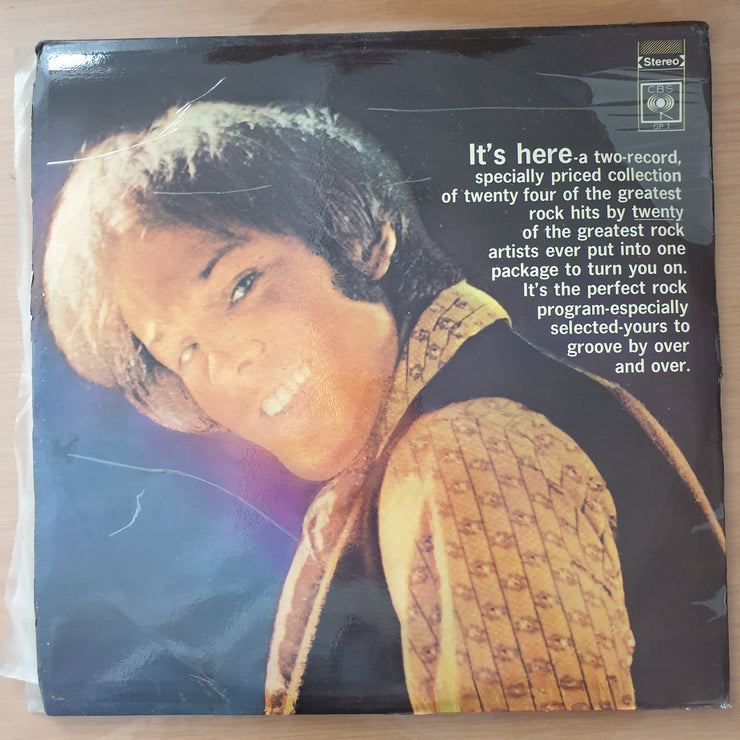 Stereo
CBS
GP 1
It's here-a two-record,
specially priced collection
of twenty four of the greatest
rock hits by twenty
of the greatest rock
artists ever put into one
package to turn you on.
It's the perfect rock
program-especially
selected-yours to
groove by over
and over.